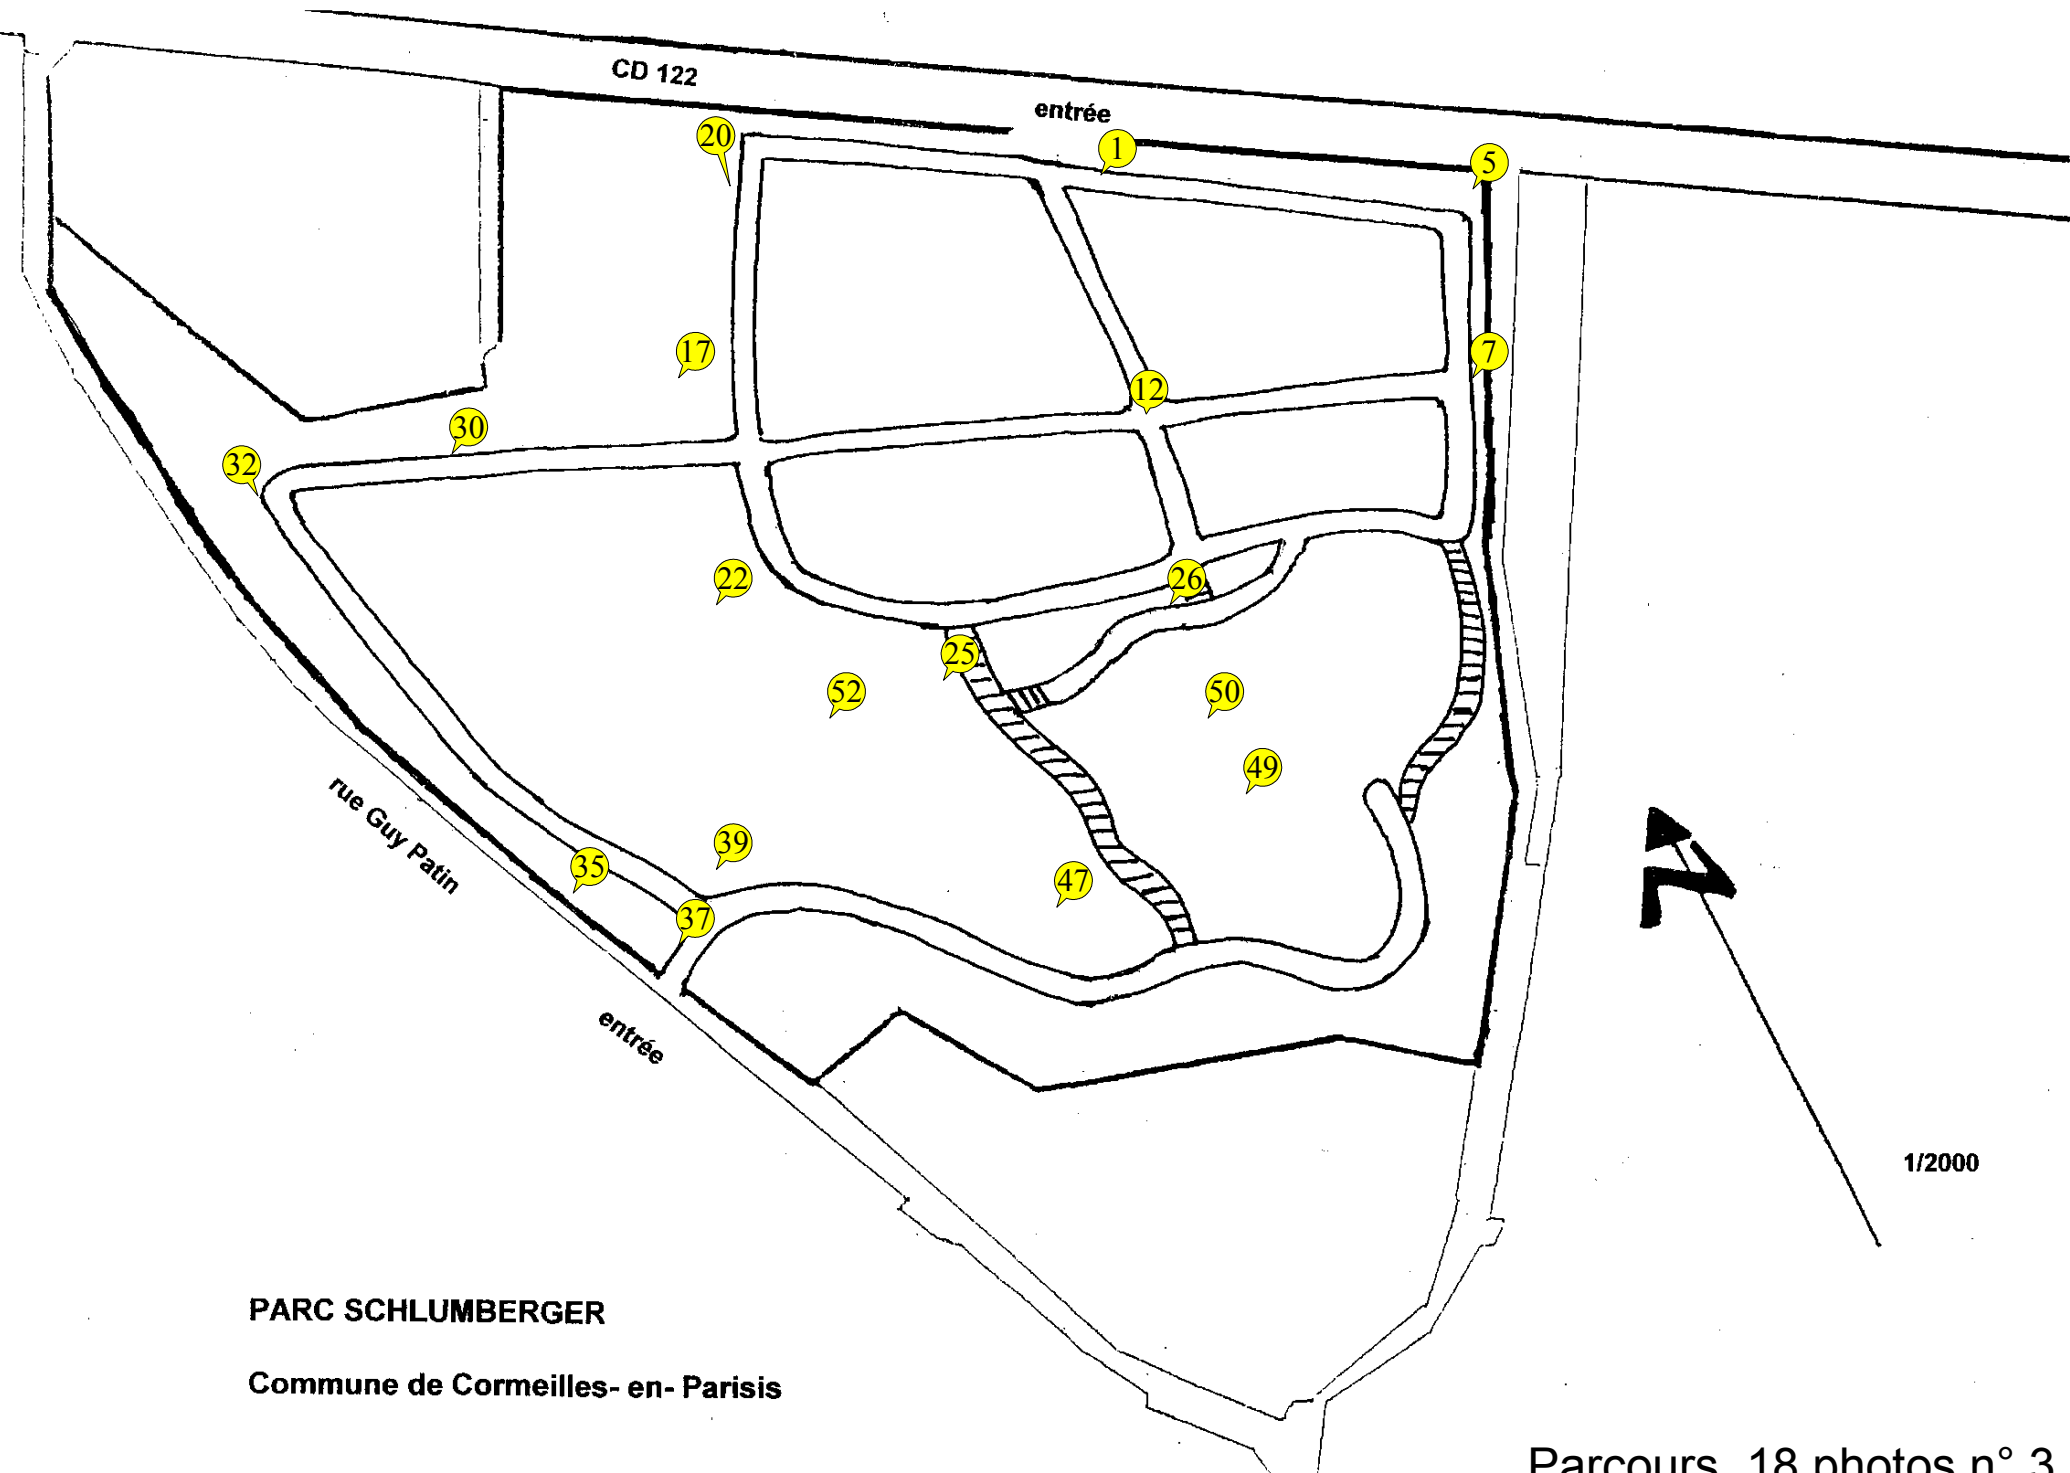 CD 122
entrée
20
1
5
17
7
12
30
32
22
26
25
52
50
49
39
35
47
37
rue Guy Patin
entrée
N
1/2000
PARC SCHLUMBERGER
Commune de Cormeilles- en- Parisis
Parcours 18 photos n° 3